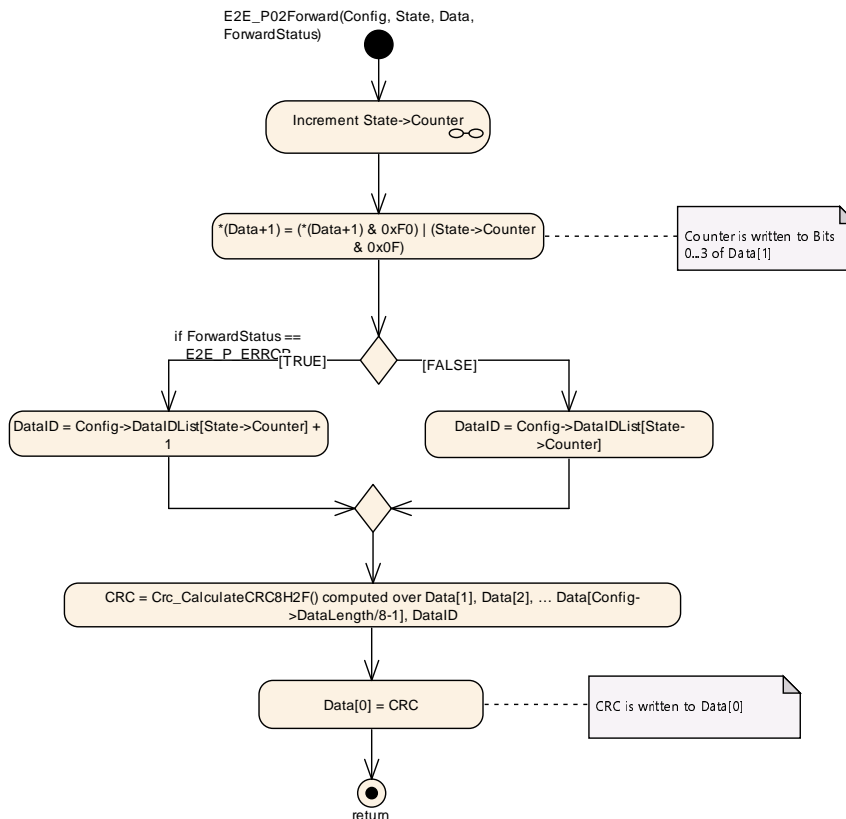 E2E_P02Forward(Config, State, Data,
ForwardStatus)
Increment State->Counter
*(Data+1) = (*(Data+1) & 0xF0) | (State->Counter
& 0x0F)
Counter is written to Bits
0...3 of Data[1]
if ForwardStatus ==
E2E_P_ERROR
[TRUE]
[FALSE]
DataID = Config->DataIDList[State->Counter] +
1
DataID = Config->DataIDList[State-
>Counter]
CRC = Crc_CalculateCRC8H2F() computed over Data[1], Data[2], … Data[Config-
>DataLength/8-1], DataID
Data[0] = CRC
CRC is written to Data[0]
return